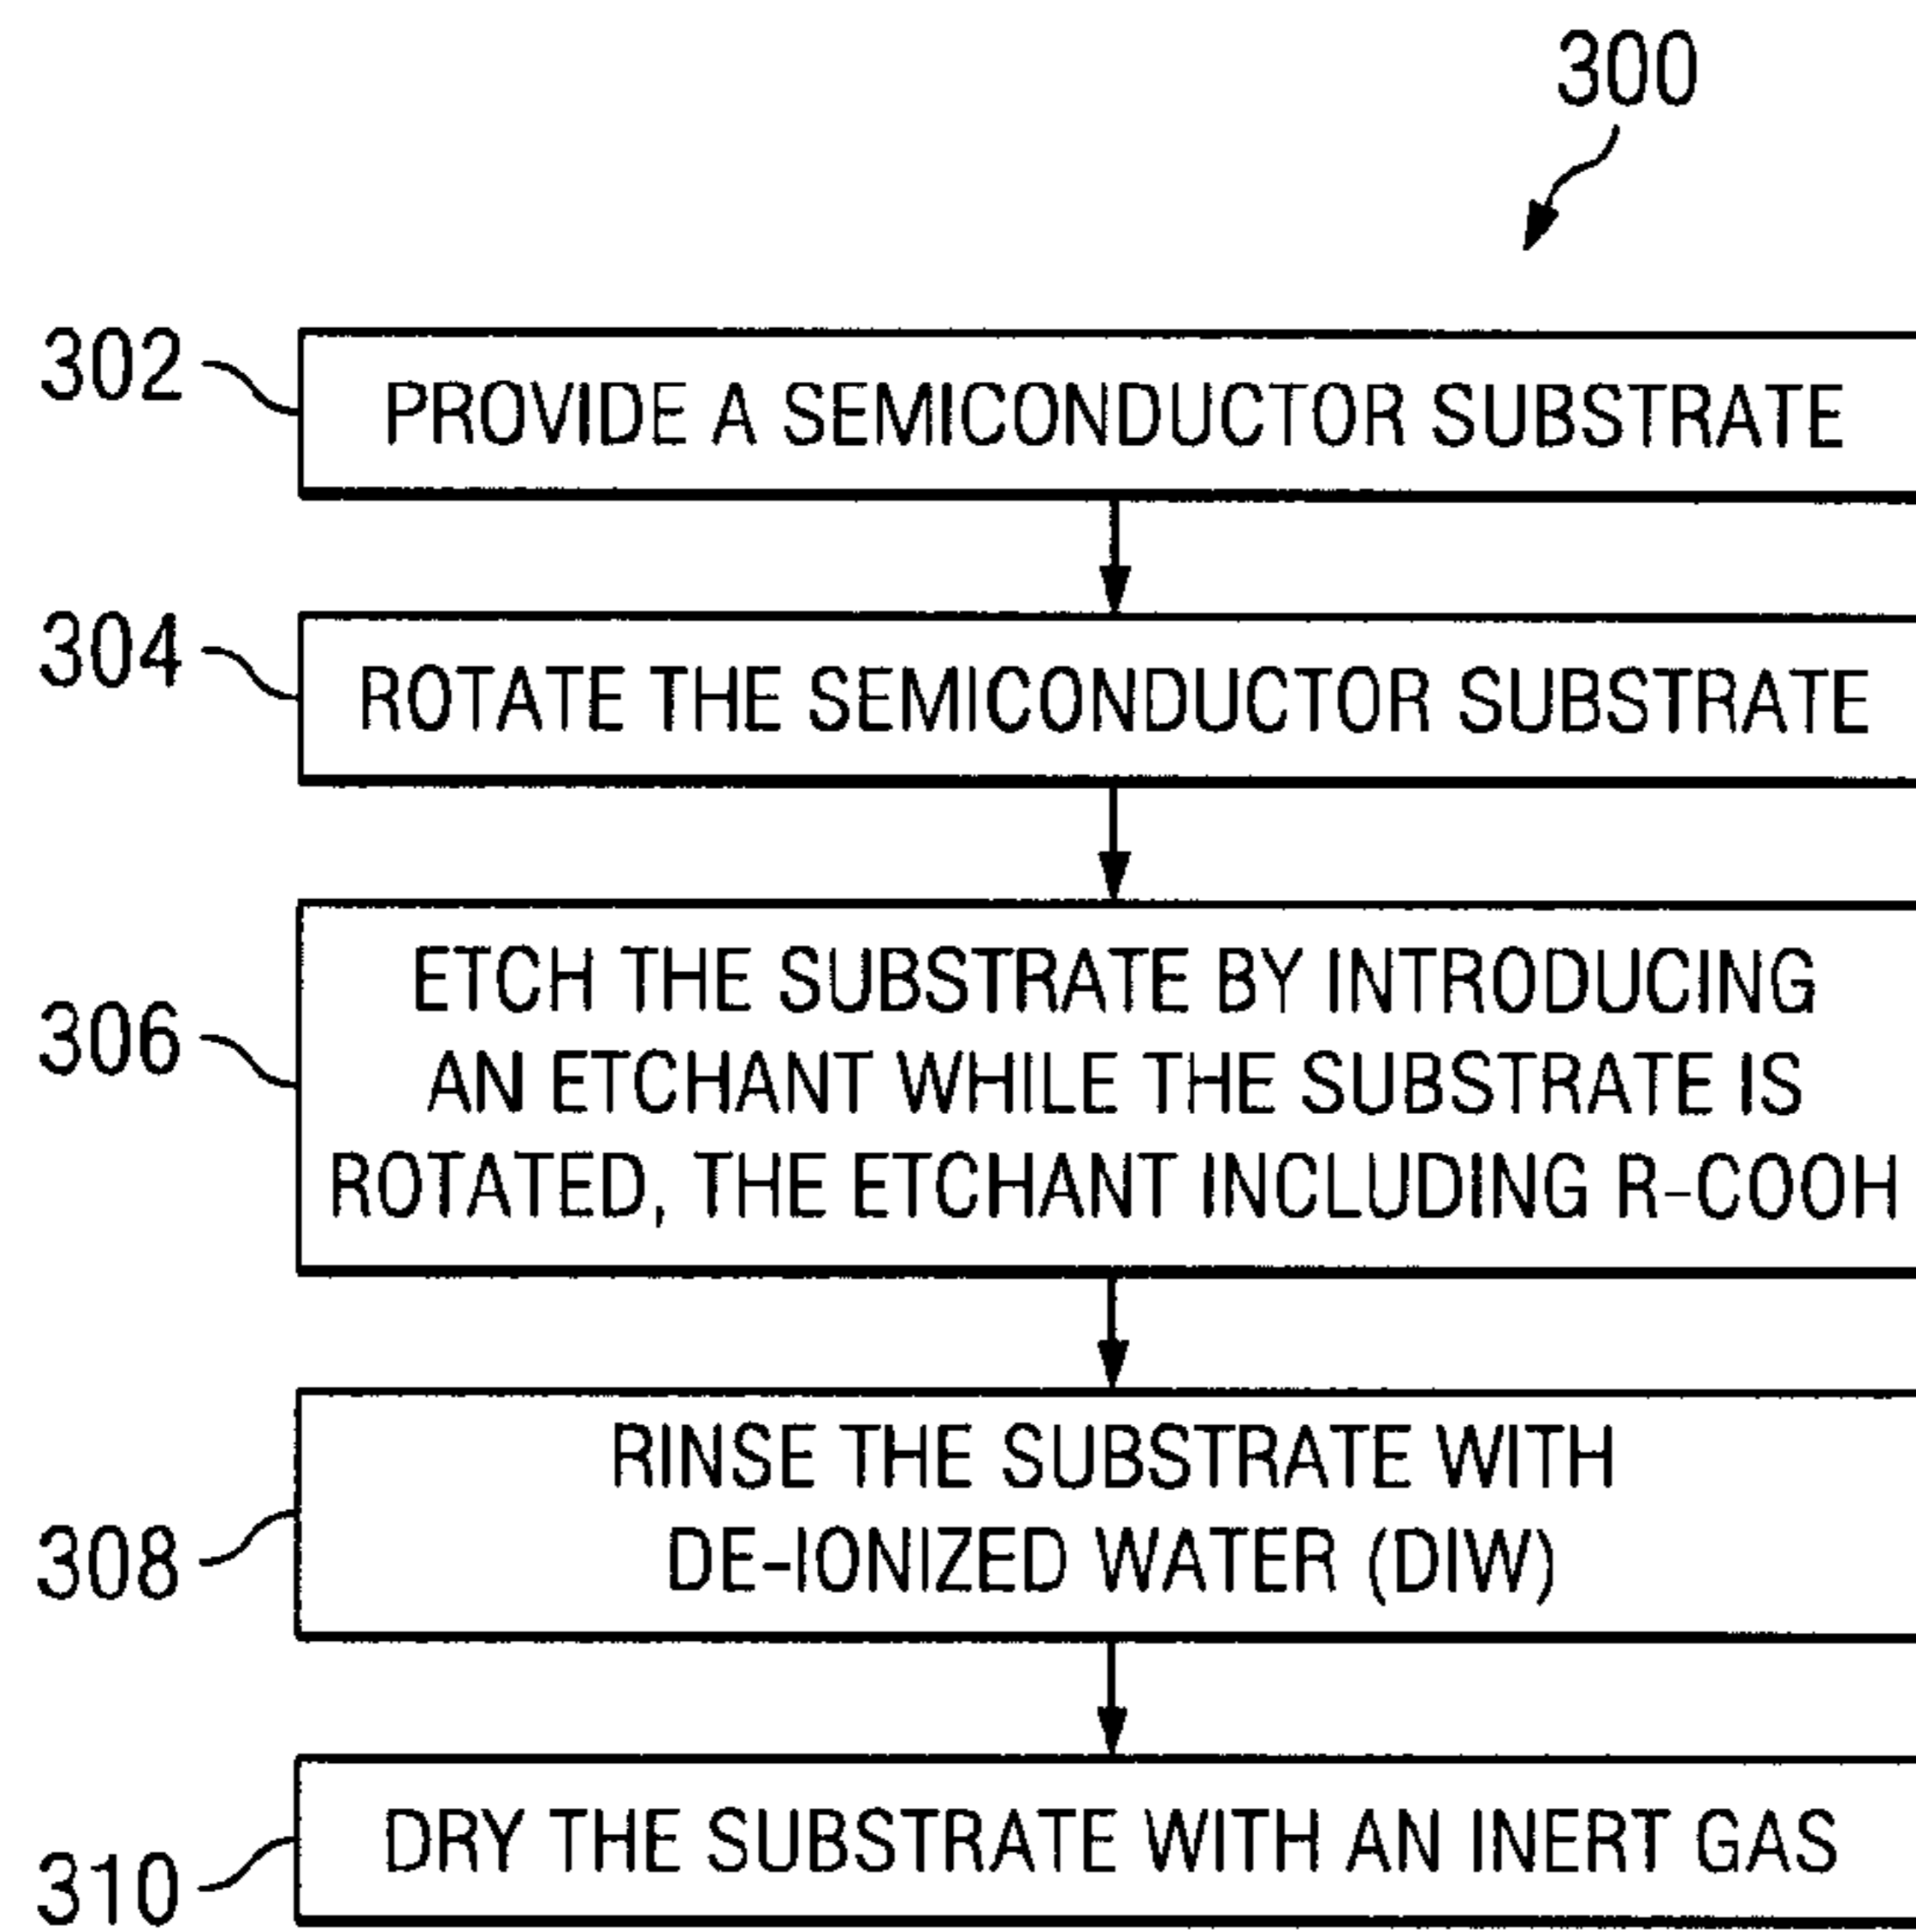 300
302
PROVIDE A SEMICONDUCTOR SUBSTRATE
304
ROTATE THE SEMICONDUCTOR SUBSTRATE
306
ETCH THE SUBSTRATE BY INTRODUCING
AN ETCHANT WHILE THE SUBSTRATE IS
ROTATED, THE ETCHANT INCLUDING R-COOH
308
RINSE THE SUBSTRATE WITH
DE-IONIZED WATER (DIW)
310
DRY THE SUBSTRATE WITH AN INERT GAS